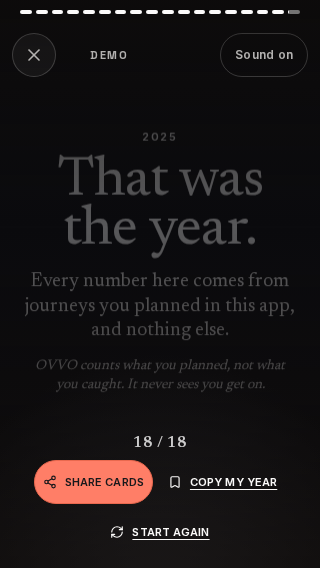 DEMO
Sound on
2025
That was
the year.
Every number here comes from
journeys you planned in this app,
and nothing else.
OVVO counts what you planned, not what
you caught. It never sees you get on.
18 / 18
SHARE CARDS
COPY MY YEAR
START AGAIN